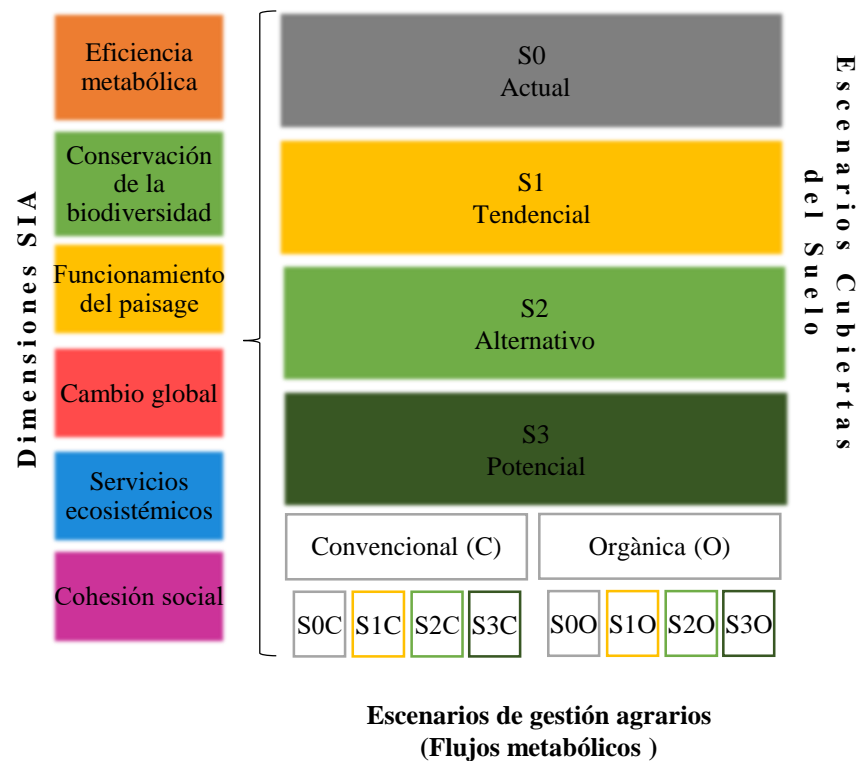 Dimensiones SIA
Eficiencia
metabólica
Conservación
de la
biodiversidad
Funcionamiento
del paisage
Cambio global
Servicios
ecosistémicos
Cohesión social
S0
Actual
S1
Tendencial
S2
Alternativo
S3
Potencial
Escenarios Cubiertas
del Suelo
Convencional (C)
Orgànica (O)
S0C
S1C
S2C
S3C
S0O
S1O
S2O
S3O
Escenarios de gestión agrarios
(Flujos metabólicos )